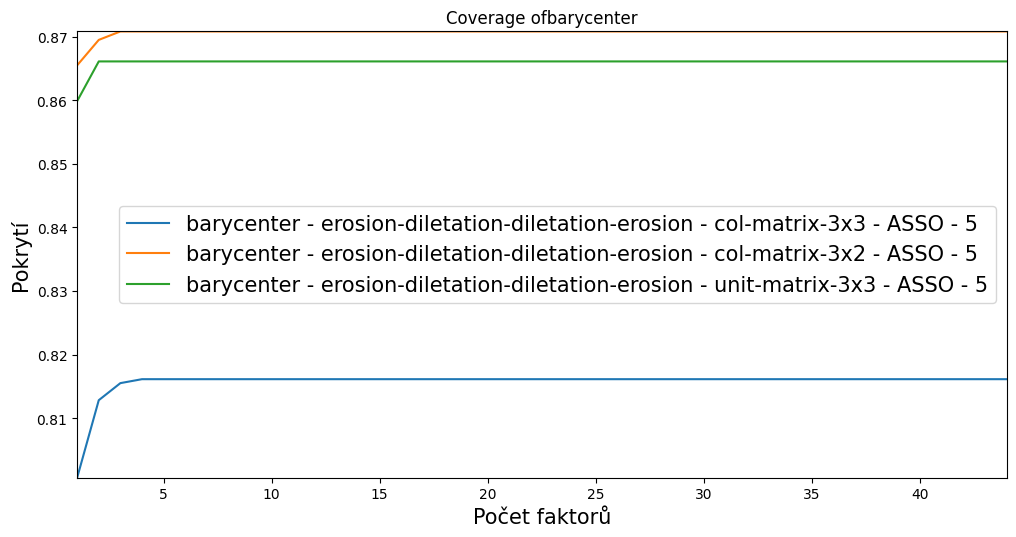 Coverage ofbarycenter
0.87
0.86
0.85
0.84
0.83
0.82
0.81
Pokrytí
barycenter - erosion-diletation-diletation-erosion - col-matrix-3x3 - ASSO - 5
barycenter - erosion-diletation-diletation-erosion - col-matrix-3x2 - ASSO - 5
barycenter - erosion-diletation-diletation-erosion - unit-matrix-3x3 - ASSO - 5
5 10 15 20 25 30 35 40
Počet faktorů